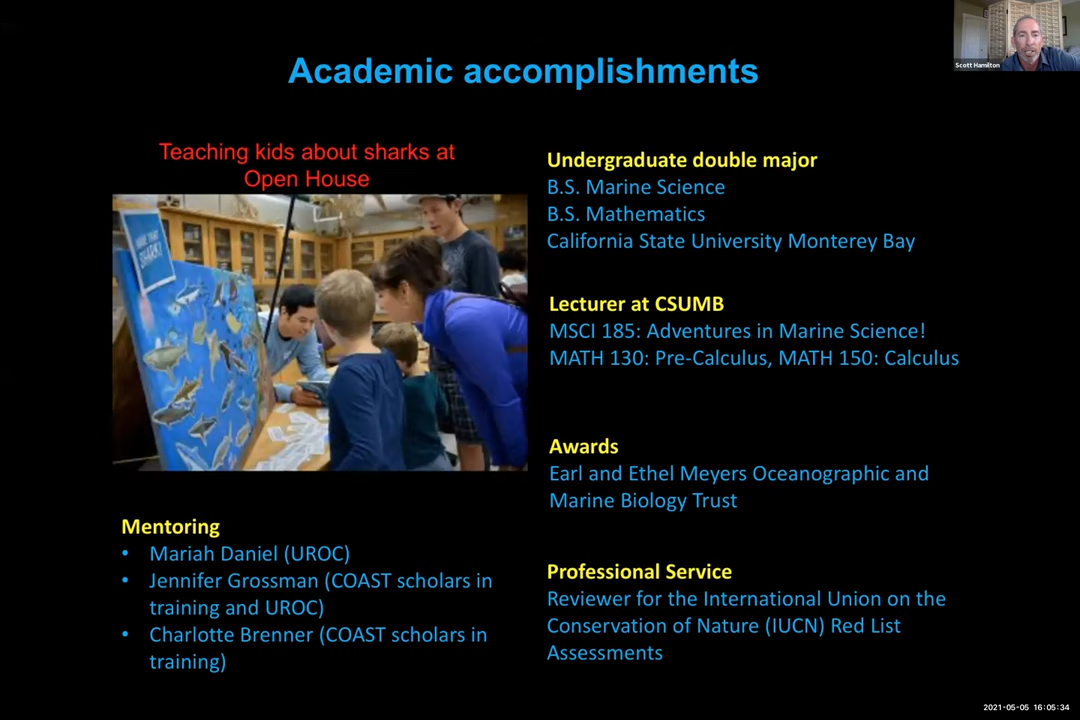 Scott Hamilton
Academic accomplishments
Teaching kids about sharks at
Open House
SHARK!
Mentoring
• Mariah Daniel (UROC)
• Jennifer Grossman (COAST scholars in
training and UROC)
• Charlotte Brenner (COAST scholars in
training)
Undergraduate double major
B.S. Marine Science
B.S. Mathematics
California State University Monterey Bay
Lecturer at CSUMB
MSCI 185: Adventures in Marine Science!
MATH 130: Pre-Calculus, MATH 150: Calculus
Awards
Earl and Ethel Meyers Oceanographic and
Marine Biology Trust
Professional Service
Reviewer for the International Union on the
Conservation of Nature (IUCN) Red List
Assessments
2021-05-05 16:05:34